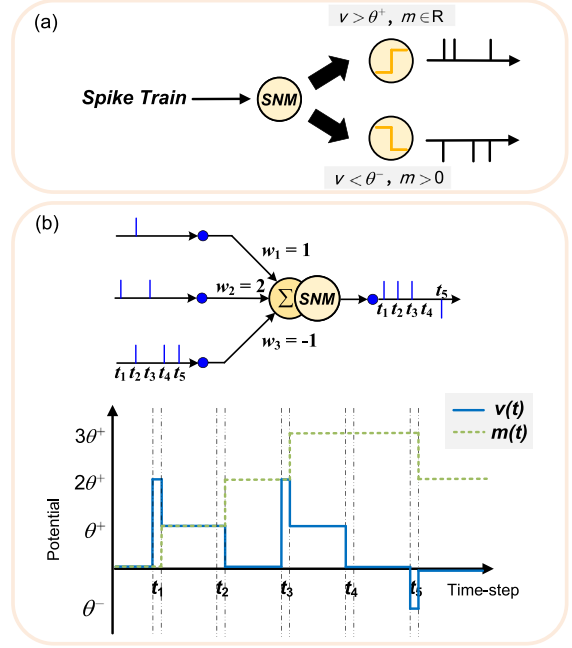 (a)
v > θ⁺, m ∈ R
Spike Train
SNM
v < θ⁻, m > 0
(b)
w₁ = 1
w₂ = 2
Σ SNM
w₃ = -1
t₁ t₂ t₃ t₄ t₅
t₁ t₂ t₃ t₄
t₅
v(t)
m(t)
3θ⁺
2θ⁺
θ⁺
θ⁻
Potential
t₁ t₂ t₃ t₄ t₅
Time-step